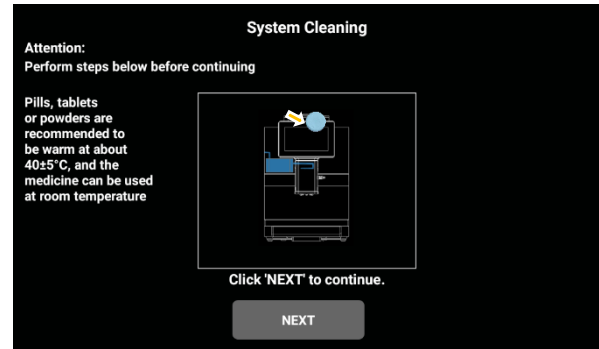 System Cleaning
Attention:
Perform steps below before continuing
Pills, tablets
or powders are
recommended to
be warm at about
40±5°C, and the
medicine can be used
at room temperature
Click 'NEXT' to continue.
NEXT